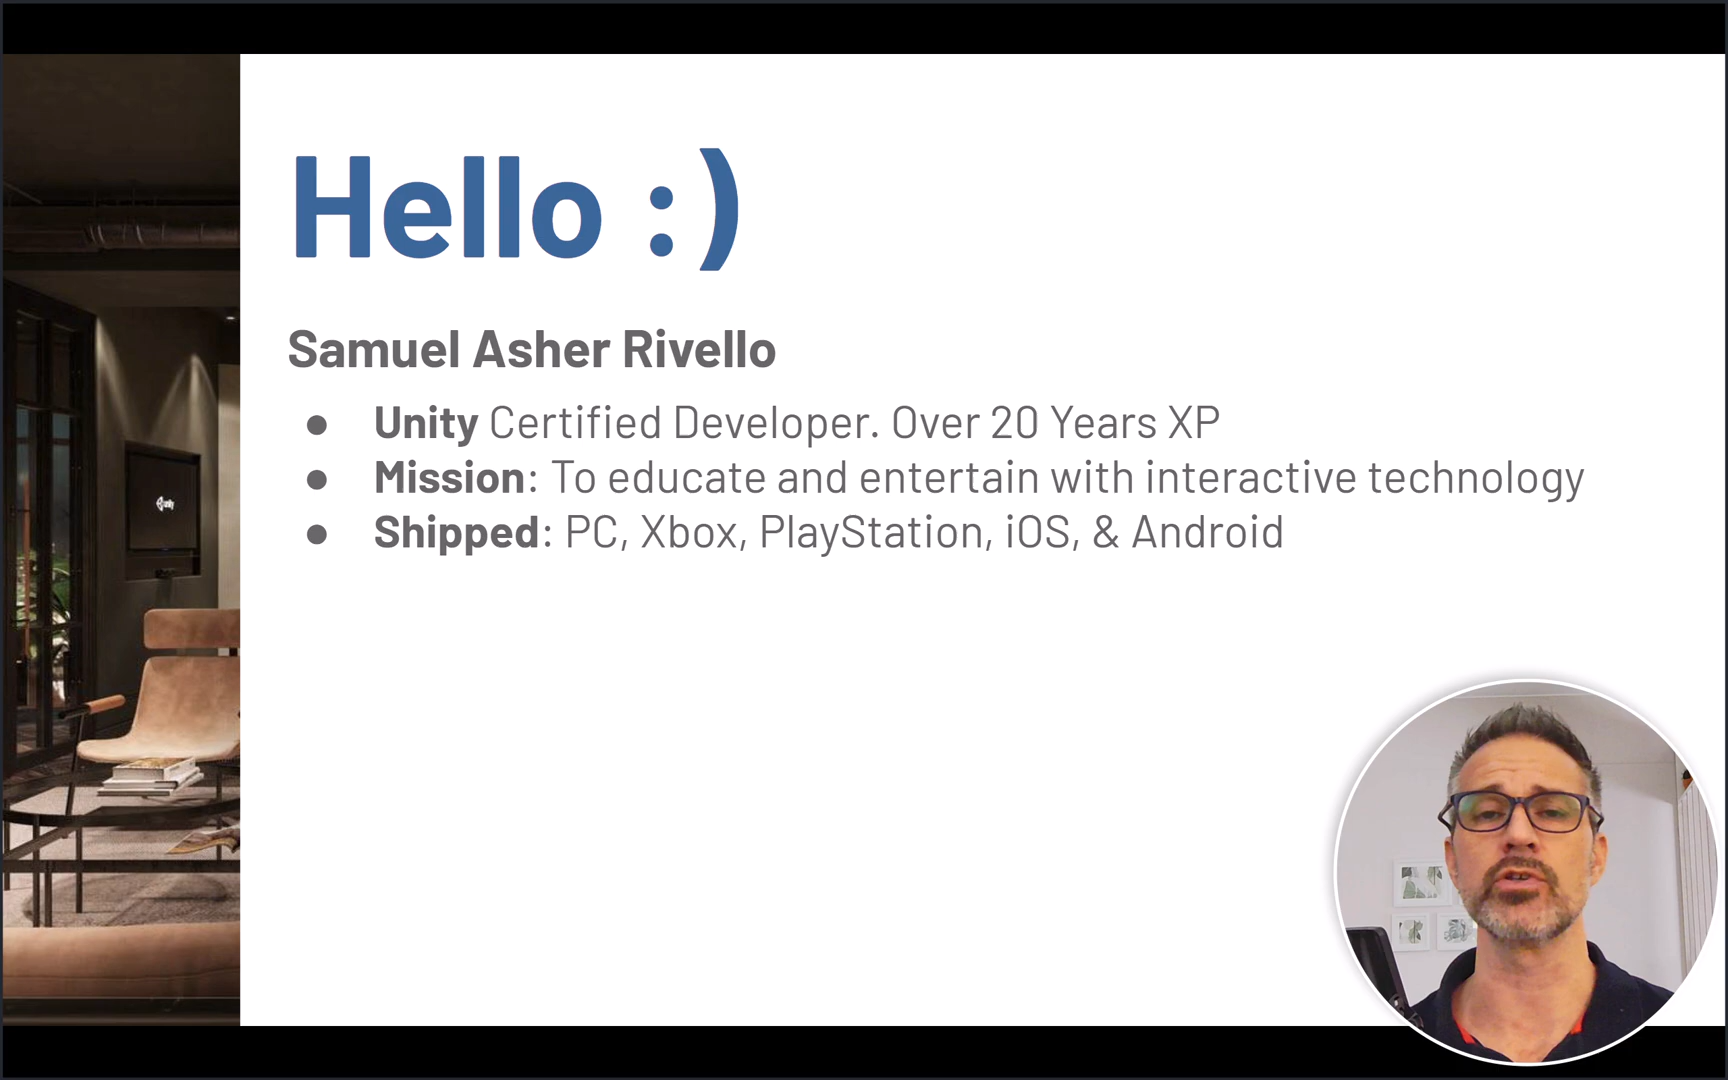 Hello :)
Samuel Asher Rivello
● Unity Certified Developer. Over 20 Years XP
● Mission: To educate and entertain with interactive technology
● Shipped: PC, Xbox, PlayStation, iOS, & Android
unity